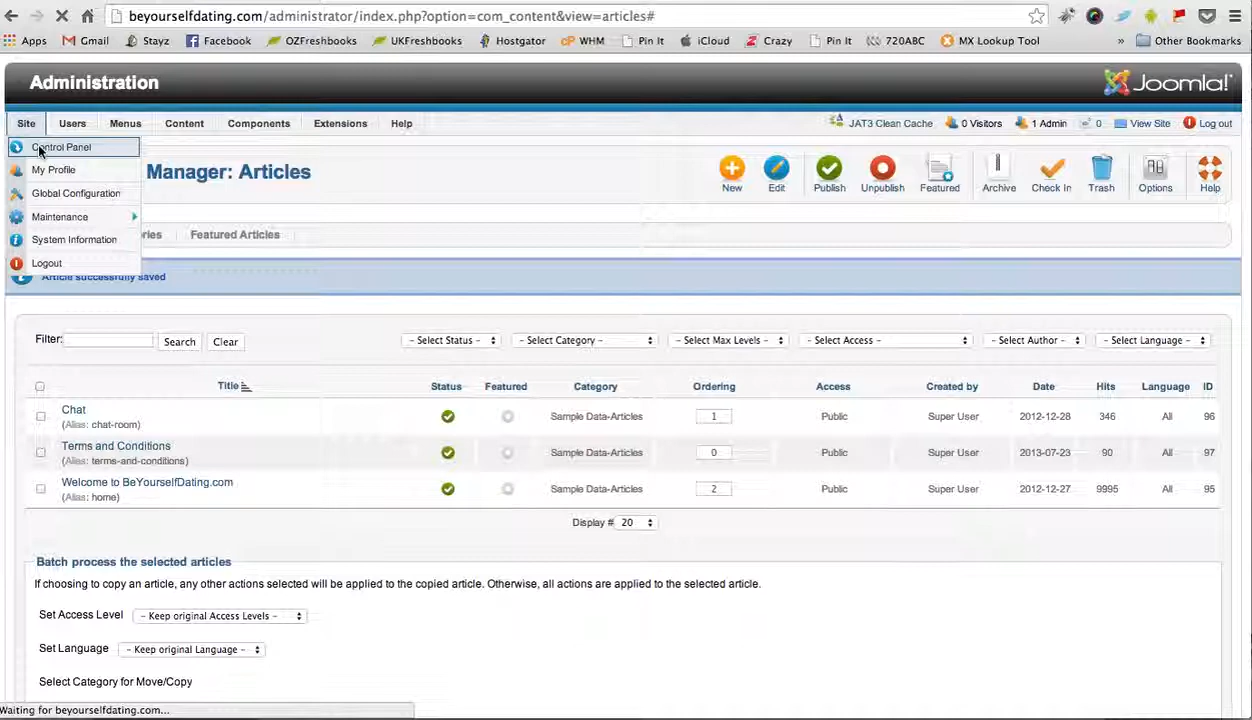 beyourselfdating.com/administrator/index.php?option=com_content&view=articles#
Apps Gmail Stayz Facebook OZFreshbooks UKFreshbooks Hostgator WHM Pin It iCloud Crazy Pin It 720ABC MX Lookup Tool » Other Bookmarks
Administration
Joomla!
Site Users Menus Content Components Extensions Help
JAT3 Clean Cache 0 Visitors 1 Admin 0 View Site Log out
Control Panel
My Profile
Global Configuration
Maintenance
System Information
Logout
Manager: Articles
New Edit Publish Unpublish Featured Archive Check In Trash Options Help
ories Featured Articles
Article successfully saved
Filter: Search Clear - Select Status - - Select Category - - Select Max Levels - - Select Access - - Select Author - - Select Language -
Title Status Featured Category Ordering Access Created by Date Hits Language ID
Chat Sample Data-Articles 1 Public Super User 2012-12-28 346 All 96
(Alias: chat-room)
Terms and Conditions Sample Data-Articles 0 Public Super User 2013-07-23 90 All 97
(Alias: terms-and-conditions)
Welcome to BeYourselfDating.com Sample Data-Articles 2 Public Super User 2012-12-27 9995 All 95
(Alias: home)
Display # 20
Batch process the selected articles
If choosing to copy an article, any other actions selected will be applied to the copied article. Otherwise, all actions are applied to the selected article.
Set Access Level - Keep original Access Levels -
Set Language - Keep original Language -
Select Category for Move/Copy
Waiting for beyourselfdating.com...